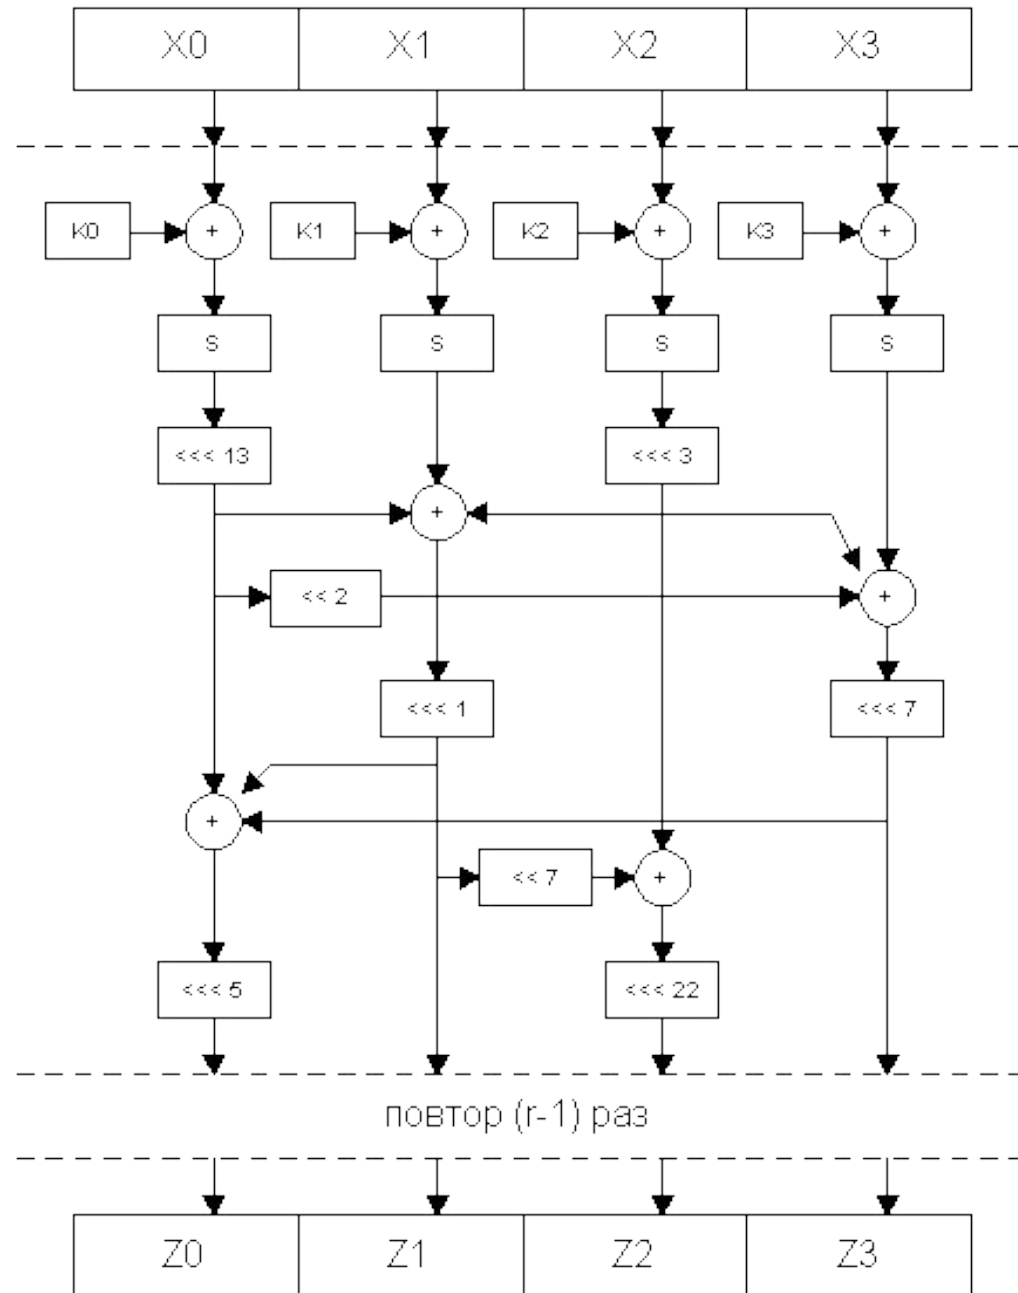 X0 X1 X2 X3
K0 + K1 + K2 + K3 +
S S S S
<<< 13 <<< 3
+
<< 2 +
<<< 1 <<< 7
+
<< 7 +
<<< 5 <<< 22
повтор (r-1) раз
Z0 Z1 Z2 Z3